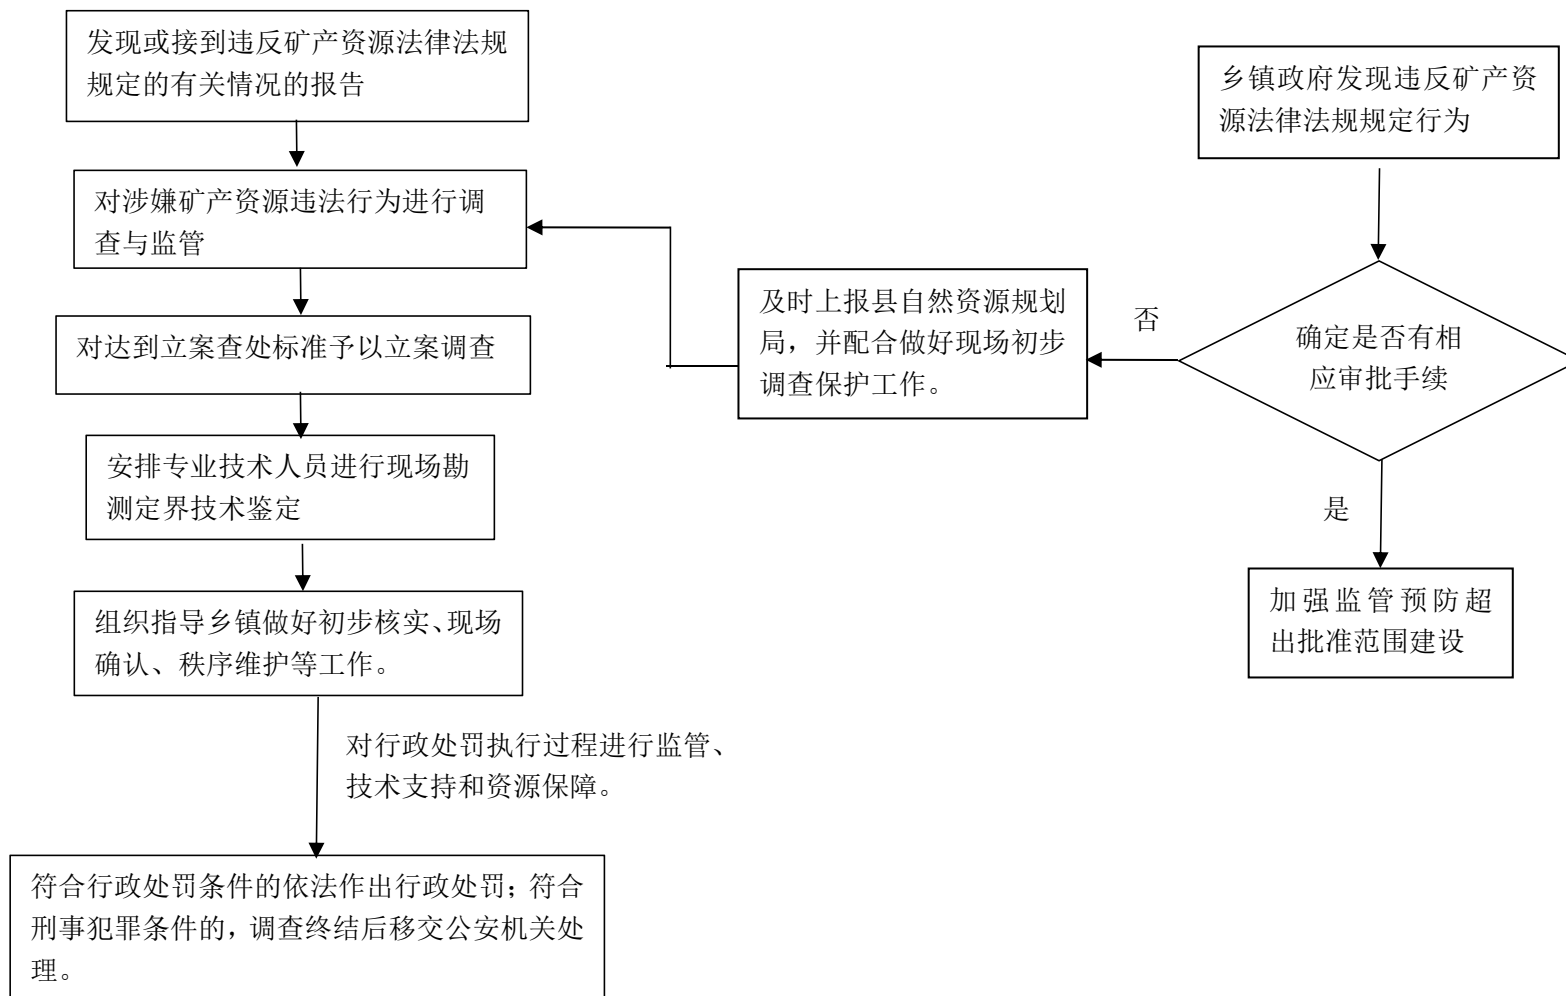 发现或接到违反矿产资源法律法规
规定的有关情况的报告
对涉嫌矿产资源违法行为进行调
查与监管
对达到立案查处标准予以立案调查
安排专业技术人员进行现场勘
测定界技术鉴定
组织指导乡镇做好初步核实、现场
确认、秩序维护等工作。
对行政处罚执行过程进行监管、
技术支持和资源保障。
符合行政处罚条件的依法作出行政处罚；符合
刑事犯罪条件的，调查终结后移交公安机关处
理。
及时上报县自然资源规划
局，并配合做好现场初步
调查保护工作。
否
乡镇政府发现违反矿产资
源法律法规规定行为
确定是否有相
应审批手续
是
加强监管预防超
出批准范围建设